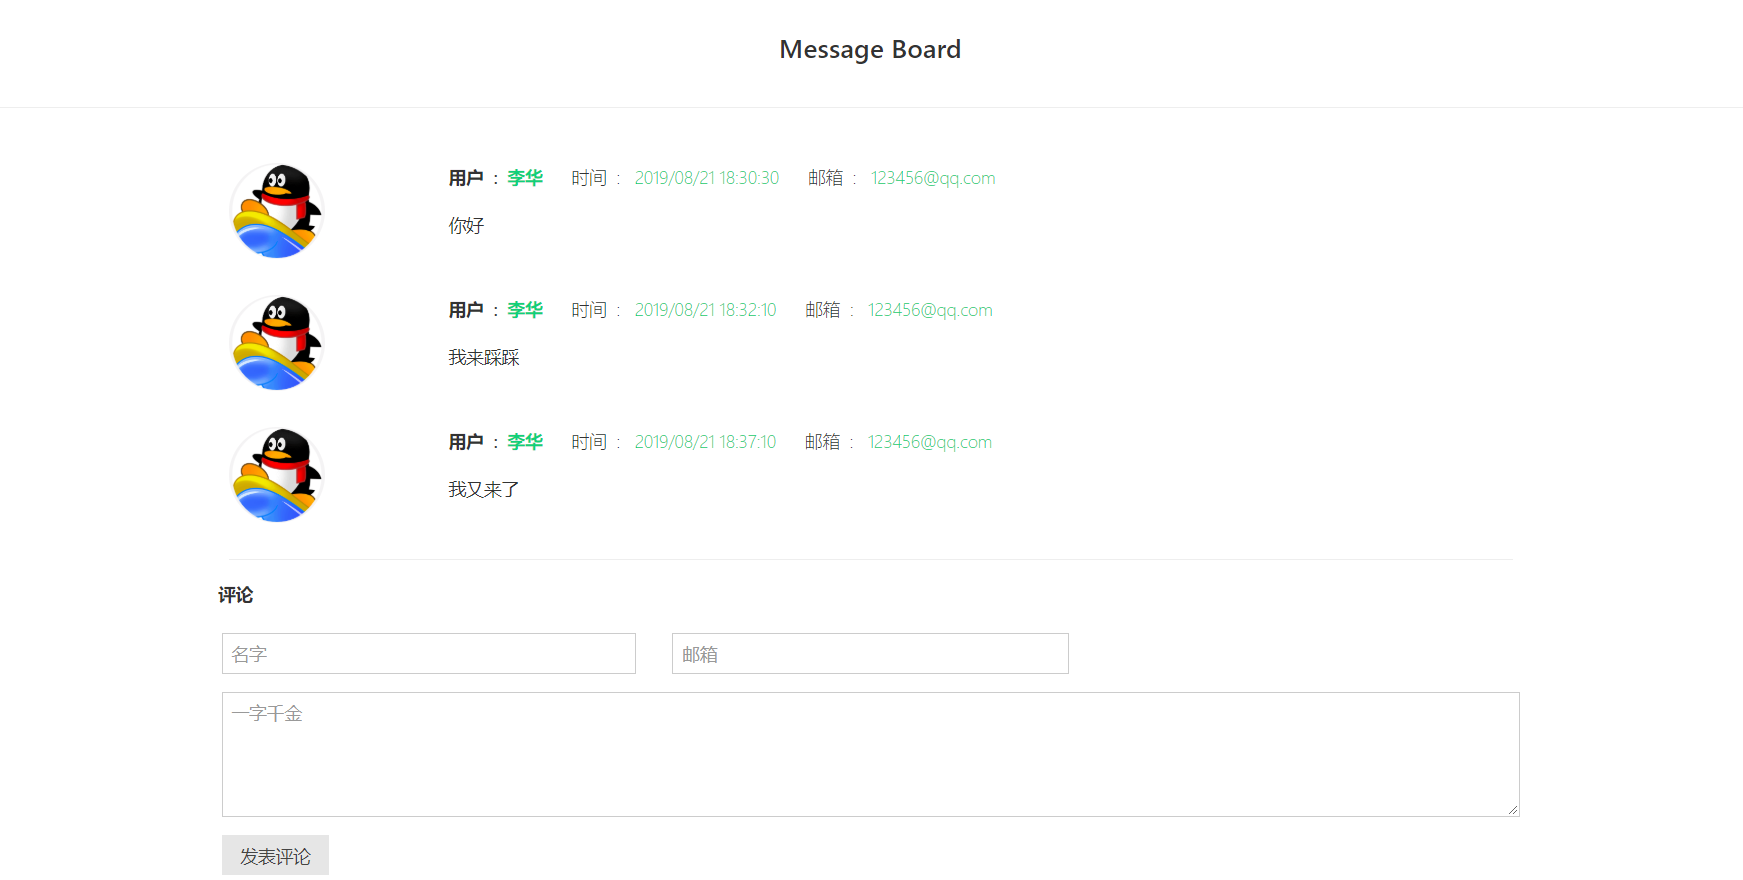 Message Board
用户 : 李华 时间 : 2019/08/21 18:30:30 邮箱 : 123456@qq.com
你好
用户 : 李华 时间 : 2019/08/21 18:32:10 邮箱 : 123456@qq.com
我来踩踩
用户 : 李华 时间 : 2019/08/21 18:37:10 邮箱 : 123456@qq.com
我又来了
评论
名字 邮箱
一字千金
发表评论